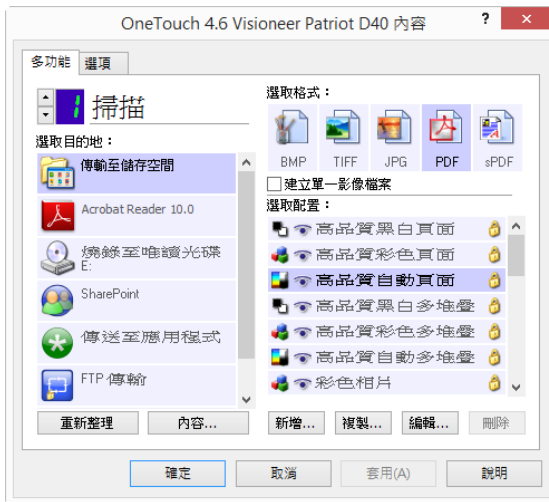 OneTouch 4.6 Visioneer Patriot D40 內容
? ×
多功能 選項
1 掃描
選取目的地：
傳輸至儲存空間
Acrobat Reader 10.0
燒錄至唯讀光碟
E:
SharePoint
傳送至應用程式
FTP 傳輸
重新整理 內容...
選取格式：
BMP TIFF JPG PDF sPDF
建立單一影像檔案
選取配置：
高品質黑白頁面
高品質彩色頁面
高品質自動頁面
高品質黑白多堆疊
高品質彩色多堆疊
高品質自動多堆疊
彩色相片
新增... 複製... 編輯... 刪除
確定 取消 套用(A) 說明